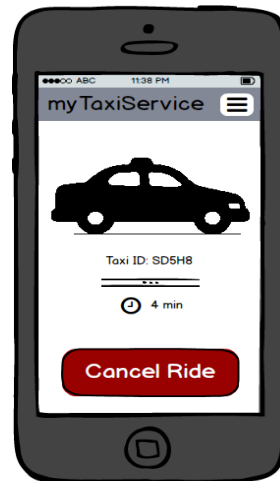 ABC 11:38 PM
myTaxiService
Taxi ID: SD5H8
4 min
Cancel Ride